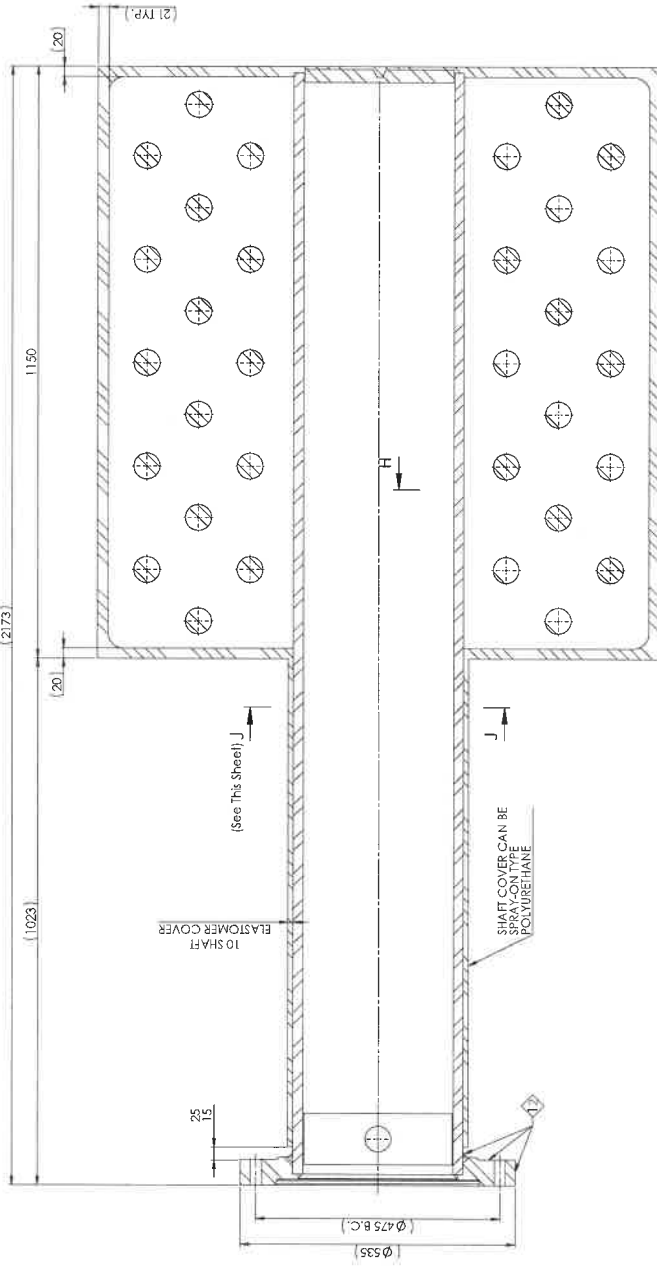 (21 TYP.)
(20)
(2173)
1150
(20)
(1023)
(See This Sheet) J
H
J
10 SHAFT
ELASTOMER COVER
SHAFT COVER CAN BE
SPRAY-ON TYPE
POLYURETHANE
25
15
12
(Ø475 B.C.)
(Ø535)